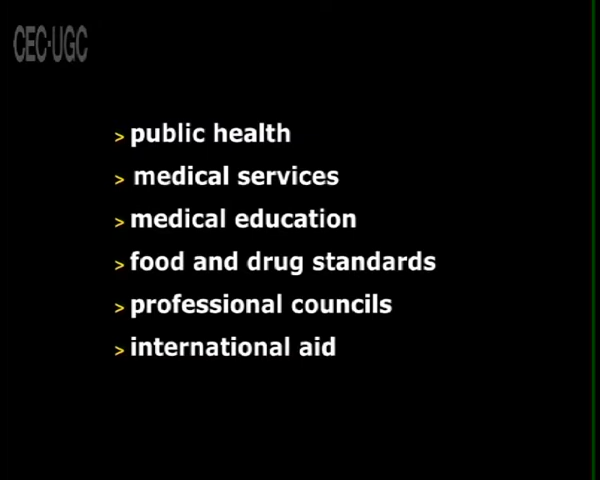 CEC-UGC
> public health
> medical services
> medical education
> food and drug standards
> professional councils
> international aid